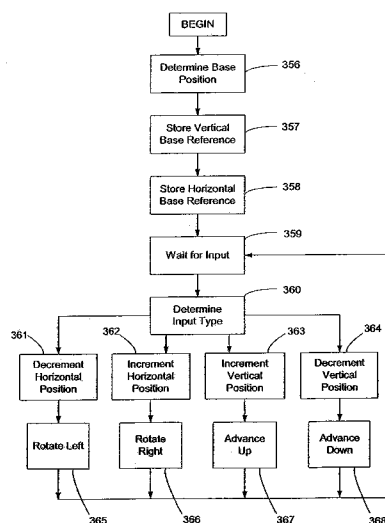 BEGIN
Determine Base
Position
356
Store Vertical
Base Reference
357
Store Horizontal
Base Reference
358
Wait for Input
359
Determine
Input Type
360
361
362
363
364
Decrement
Horizontal
Position
Increment
Horizontal
Position
Increment
Vertical
Position
Decrement
Vertical
Position
Rotate Left
Rotate
Right
Advance
Up
Advance
Down
365
366
367
368